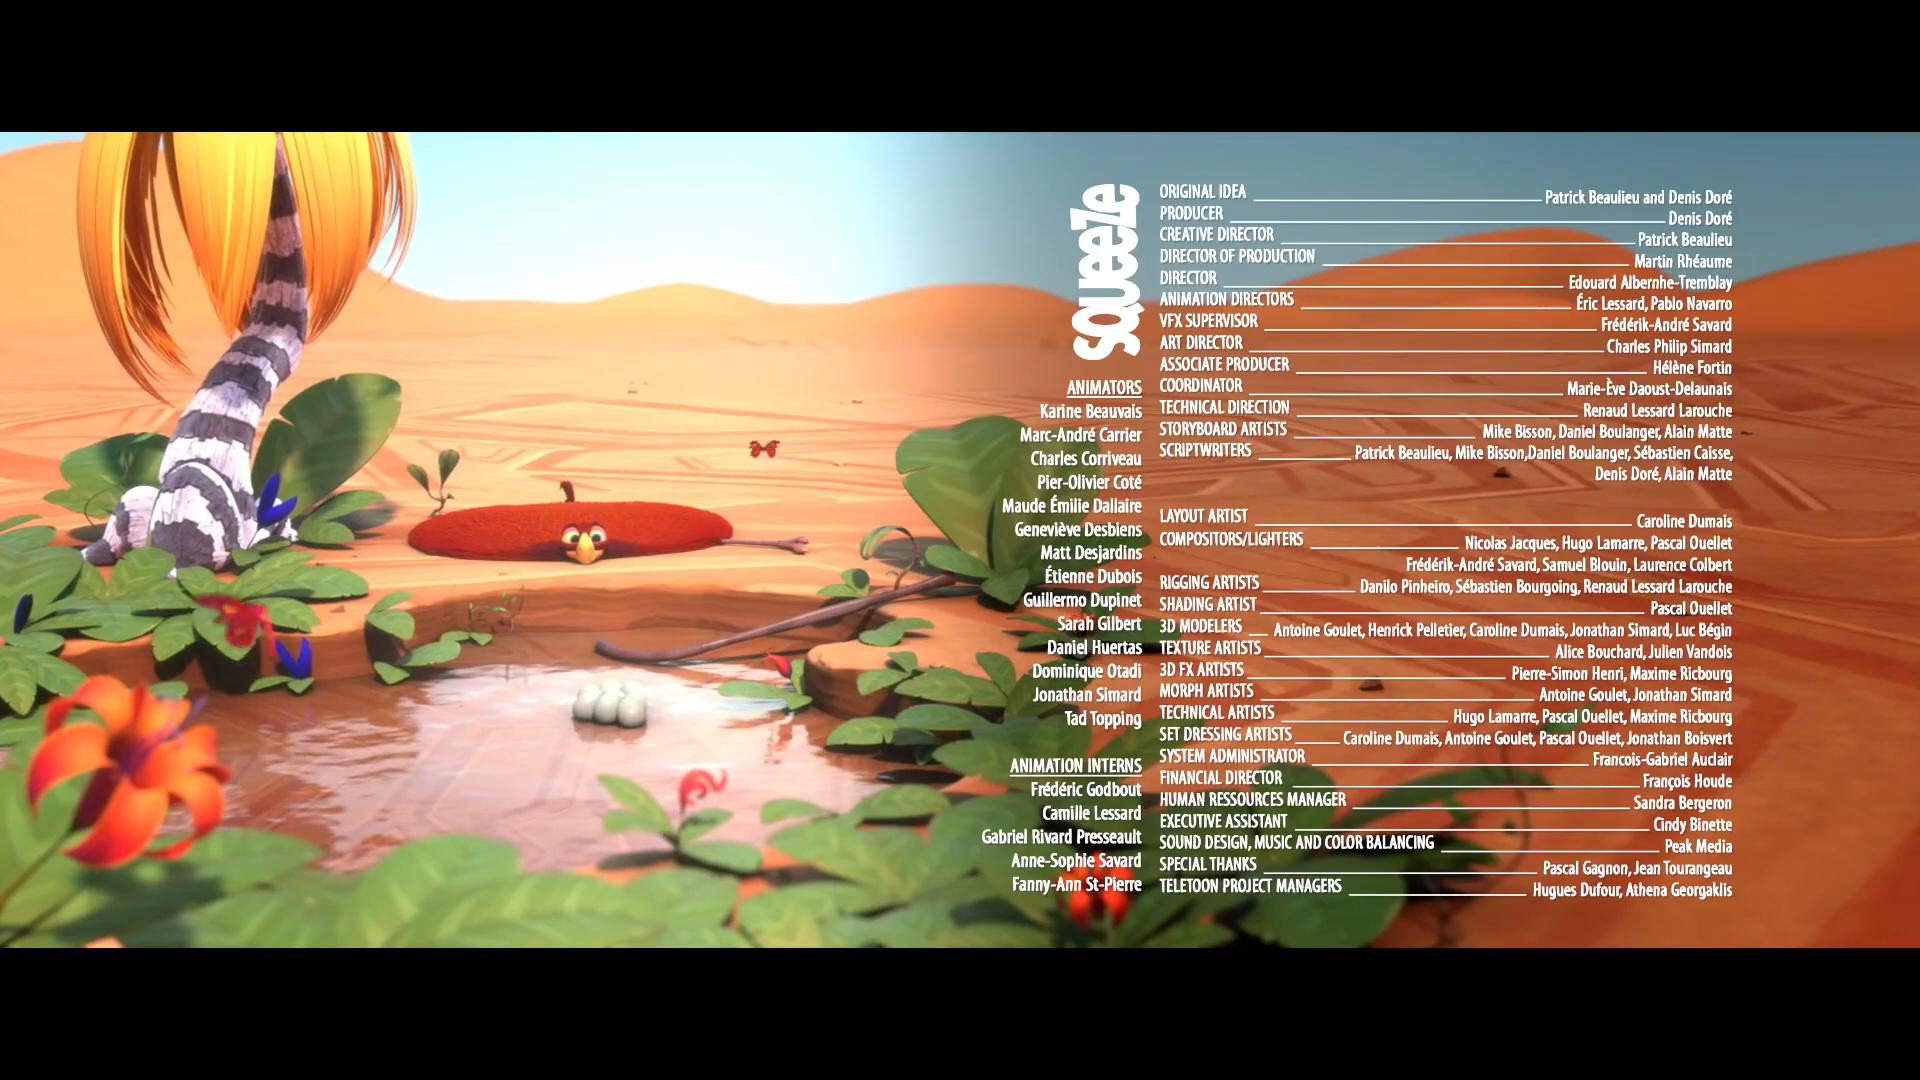 squeeze
ANIMATORS
Karine Beauvais
Marc-André Carrier
Charles Corriveau
Pier-Olivier Coté
Maude Émilie Dallaire
Geneviève Desbiens
Matt Desjardins
Étienne Dubois
Guillermo Dupinet
Sarah Gilbert
Daniel Huertas
Dominique Otadi
Jonathan Simard
Tad Topping
ANIMATION INTERNS
Frédéric Godbout
Camille Lessard
Gabriel Rivard Presseault
Anne-Sophie Savard
Fanny-Ann St-Pierre
ORIGINAL IDEA Patrick Beaulieu and Denis Doré
PRODUCER Denis Doré
CREATIVE DIRECTOR Patrick Beaulieu
DIRECTOR OF PRODUCTION Martin Rhéaume
DIRECTOR Edouard Albernhe-Tremblay
ANIMATION DIRECTORS Éric Lessard, Pablo Navarro
VFX SUPERVISOR Frédérik-André Savard
ART DIRECTOR Charles Philip Simard
ASSOCIATE PRODUCER Hélène Fortin
COORDINATOR Marie-Ève Daoust-Delaunais
TECHNICAL DIRECTION Renaud Lessard Larouche
STORYBOARD ARTISTS Mike Bisson, Daniel Boulanger, Alain Matte
SCRIPTWRITERS Patrick Beaulieu, Mike Bisson,Daniel Boulanger, Sébastien Caisse,
Denis Doré, Alain Matte
LAYOUT ARTIST Caroline Dumais
COMPOSITORS/LIGHTERS Nicolas Jacques, Hugo Lamarre, Pascal Ouellet
Frédérik-André Savard, Samuel Blouin, Laurence Colbert
RIGGING ARTISTS Danilo Pinheiro, Sébastien Bourgoing, Renaud Lessard Larouche
SHADING ARTIST Pascal Ouellet
3D MODELERS Antoine Goulet, Henrick Pelletier, Caroline Dumais, Jonathan Simard, Luc Bégin
TEXTURE ARTISTS Alice Bouchard, Julien Vandois
3D FX ARTISTS Pierre-Simon Henri, Maxime Ricbourg
MORPH ARTISTS Antoine Goulet, Jonathan Simard
TECHNICAL ARTISTS Hugo Lamarre, Pascal Ouellet, Maxime Ricbourg
SET DRESSING ARTISTS Caroline Dumais, Antoine Goulet, Pascal Ouellet, Jonathan Boisvert
SYSTEM ADMINISTRATOR Francois-Gabriel Auclair
FINANCIAL DIRECTOR François Houde
HUMAN RESSOURCES MANAGER Sandra Bergeron
EXECUTIVE ASSISTANT Cindy Binette
SOUND DESIGN, MUSIC AND COLOR BALANCING Peak Media
SPECIAL THANKS Pascal Gagnon, Jean Tourangeau
TELETOON PROJECT MANAGERS Hugues Dufour, Athena Georgaklis